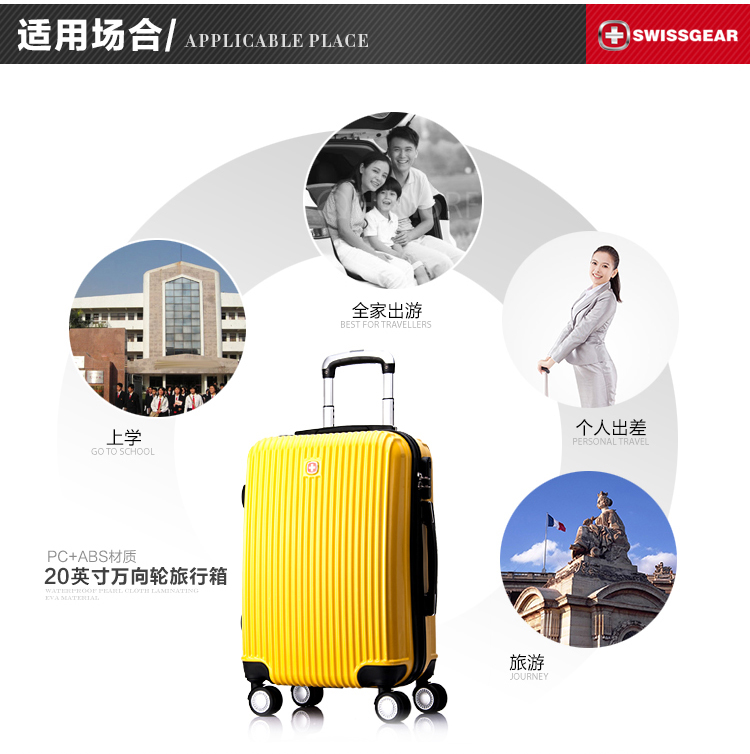 适用场合/ APPLICABLE PLACE
SWISSGEAR
全家出游
BEST FOR TRAVELLERS
上学
GO TO SCHOOL
个人出差
PERSONAL TRAVEL
PC+ABS材质
20英寸万向轮旅行箱
WATERPROOF PEARL CLOTH LAMINATING
EVA MATERIAL
旅游
JOURNEY